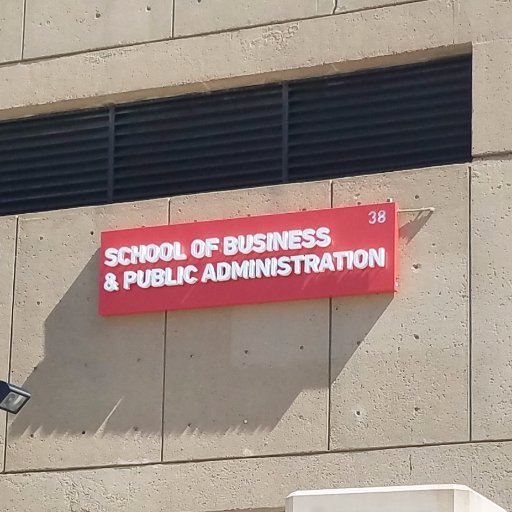 38
SCHOOL OF BUSINESS
& PUBLIC ADMINISTRATION